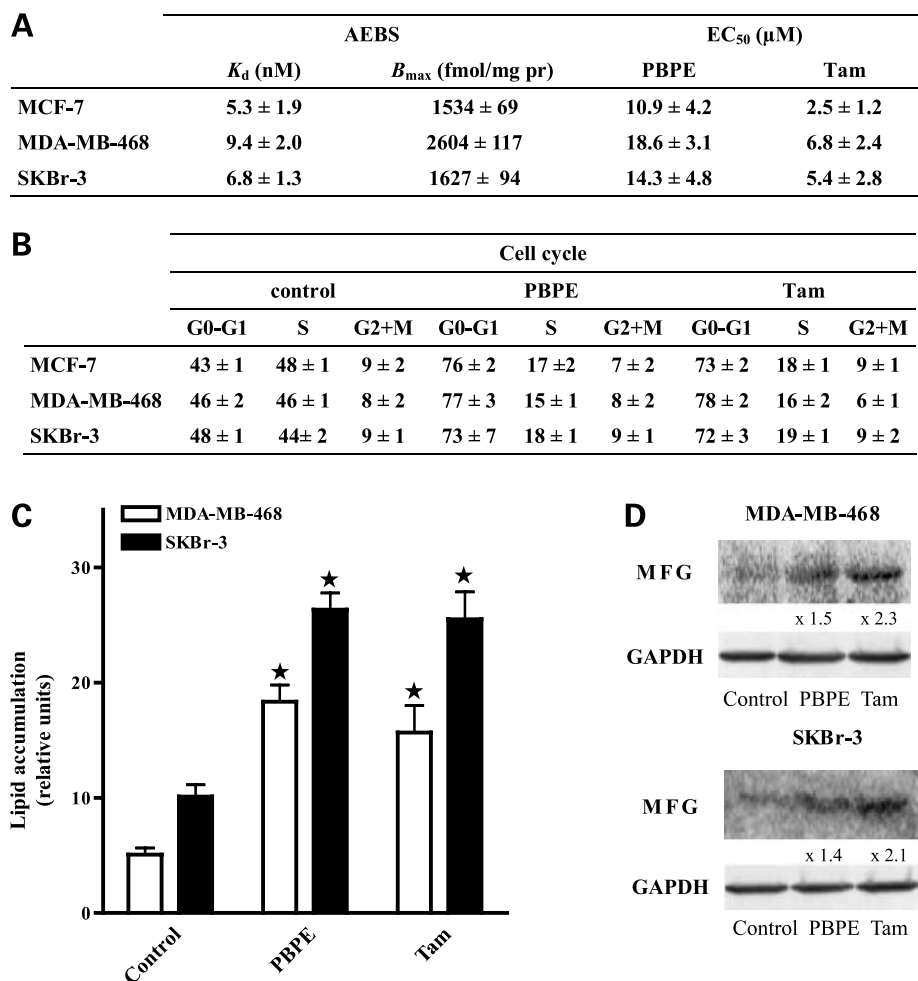 A
AEBS EC50 (µM)
Kd (nM) Bmax (fmol/mg pr) PBPE Tam
MCF-7 5.3 ± 1.9 1534 ± 69 10.9 ± 4.2 2.5 ± 1.2
MDA-MB-468 9.4 ± 2.0 2604 ± 117 18.6 ± 3.1 6.8 ± 2.4
SKBr-3 6.8 ± 1.3 1627 ± 94 14.3 ± 4.8 5.4 ± 2.8
B
Cell cycle
control PBPE Tam
G0-G1 S G2+M G0-G1 S G2+M G0-G1 S G2+M
MCF-7 43 ± 1 48 ± 1 9 ± 2 76 ± 2 17 ±2 7 ± 2 73 ± 2 18 ± 1 9 ± 1
MDA-MB-468 46 ± 2 46 ± 1 8 ± 2 77 ± 3 15 ± 1 8 ± 2 78 ± 2 16 ± 2 6 ± 1
SKBr-3 48 ± 1 44± 2 9 ± 1 73 ± 7 18 ± 1 9 ± 1 72 ± 3 19 ± 1 9 ± 2
C
MDA-MB-468
SKBr-3
30
20
10
0
Lipid accumulation
(relative units)
Control PBPE Tam
D
MDA-MB-468
MFG
x 1.5 x 2.3
GAPDH
Control PBPE Tam
SKBr-3
MFG
x 1.4 x 2.1
GAPDH
Control PBPE Tam